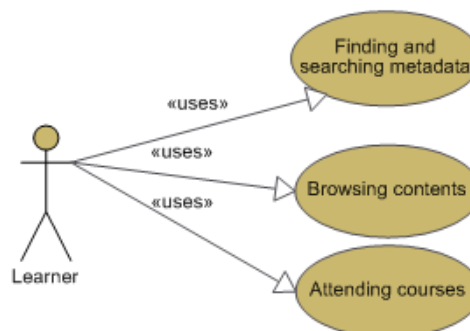 Finding and
searching metadata
«uses»
«uses»
Browsing contents
«uses»
Learner
Attending courses